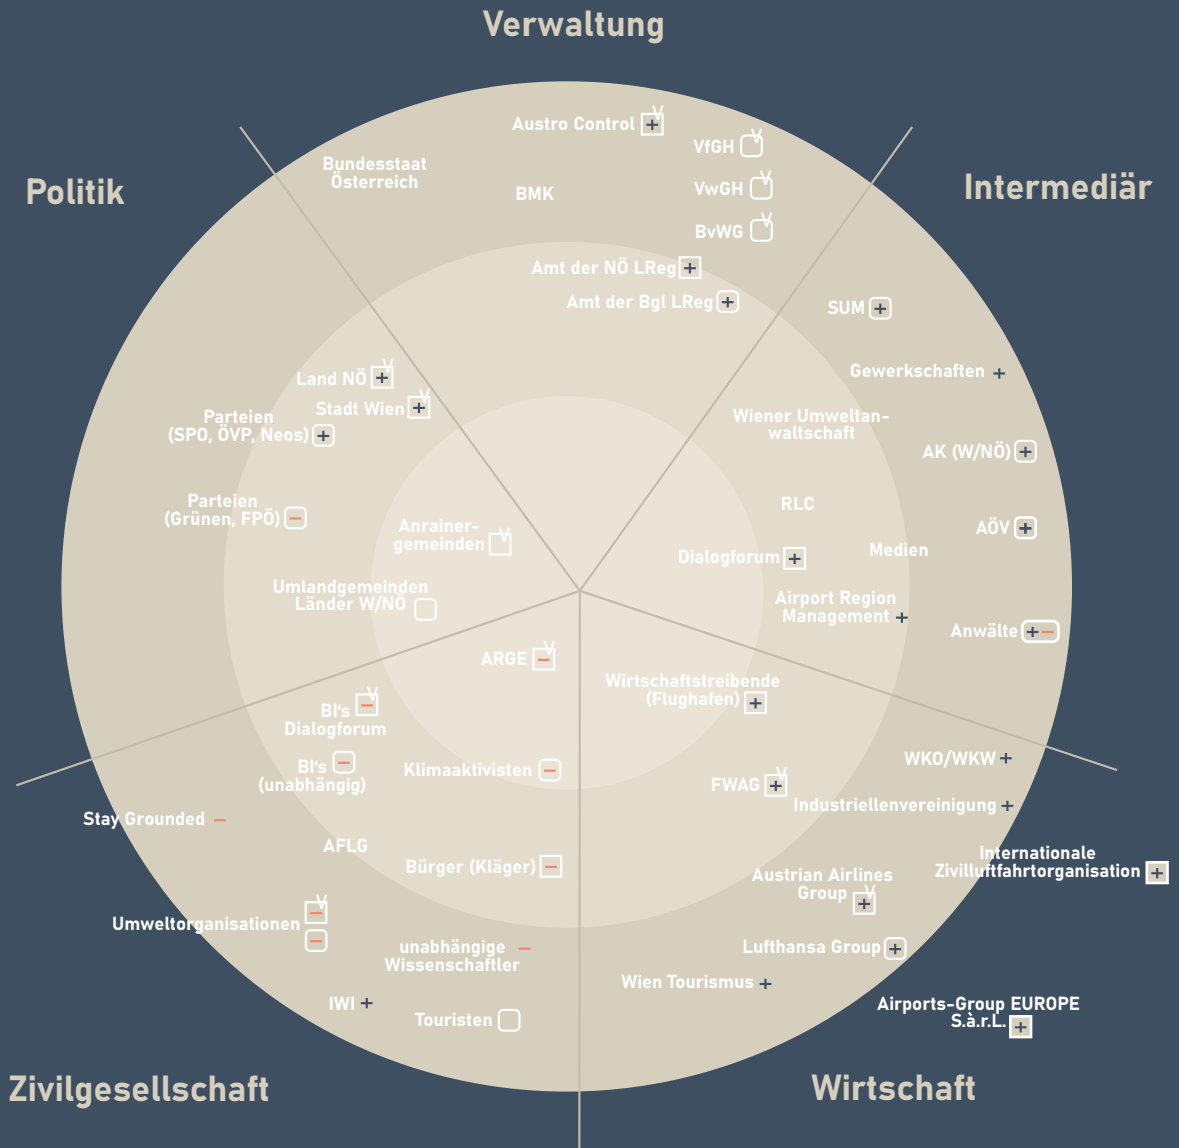 Verwaltung
Politik
Intermediär
Austro Control + V
VfGH V
Bundesstaat
Österreich
BMK
VwGH V
BvWG V
Amt der NÖ LReg +
Amt der Bgl LReg +
Land NÖ + V
Stadt Wien + V
Parteien
(SPO, ÖVP, Neos) +
Parteien
(Grünen, FPÖ) −
Anrainer-
gemeinden V
Umlandgemeinden
Länder W/NÖ
SUM +
Gewerkschaften +
Wiener Umweltan-
waltschaft
AK (W/NÖ) +
RLC
AÖV +
Medien
Dialogforum +
Airport Region
Management +
Anwälte + −
ARGE − V
BI's − V
Dialogforum
BI's −
(unabhängig)
Klimaaktivisten −
Stay Grounded −
AFLG
Bürger (Kläger) −
Umweltorganisationen − V −
unabhängige −
Wissenschaftler
IWI +
Touristen
Wirtschaftstreibende
(Flughafen) +
WKO/WKW +
FWAG + V
Industriellenvereinigung +
Internationale
Zivilluftfahrtorganisation +
Austrian Airlines
Group + V
Lufthansa Group +
Wien Tourismus +
Airports-Group EUROPE
S.à.r.L. +
Zivilgesellschaft
Wirtschaft